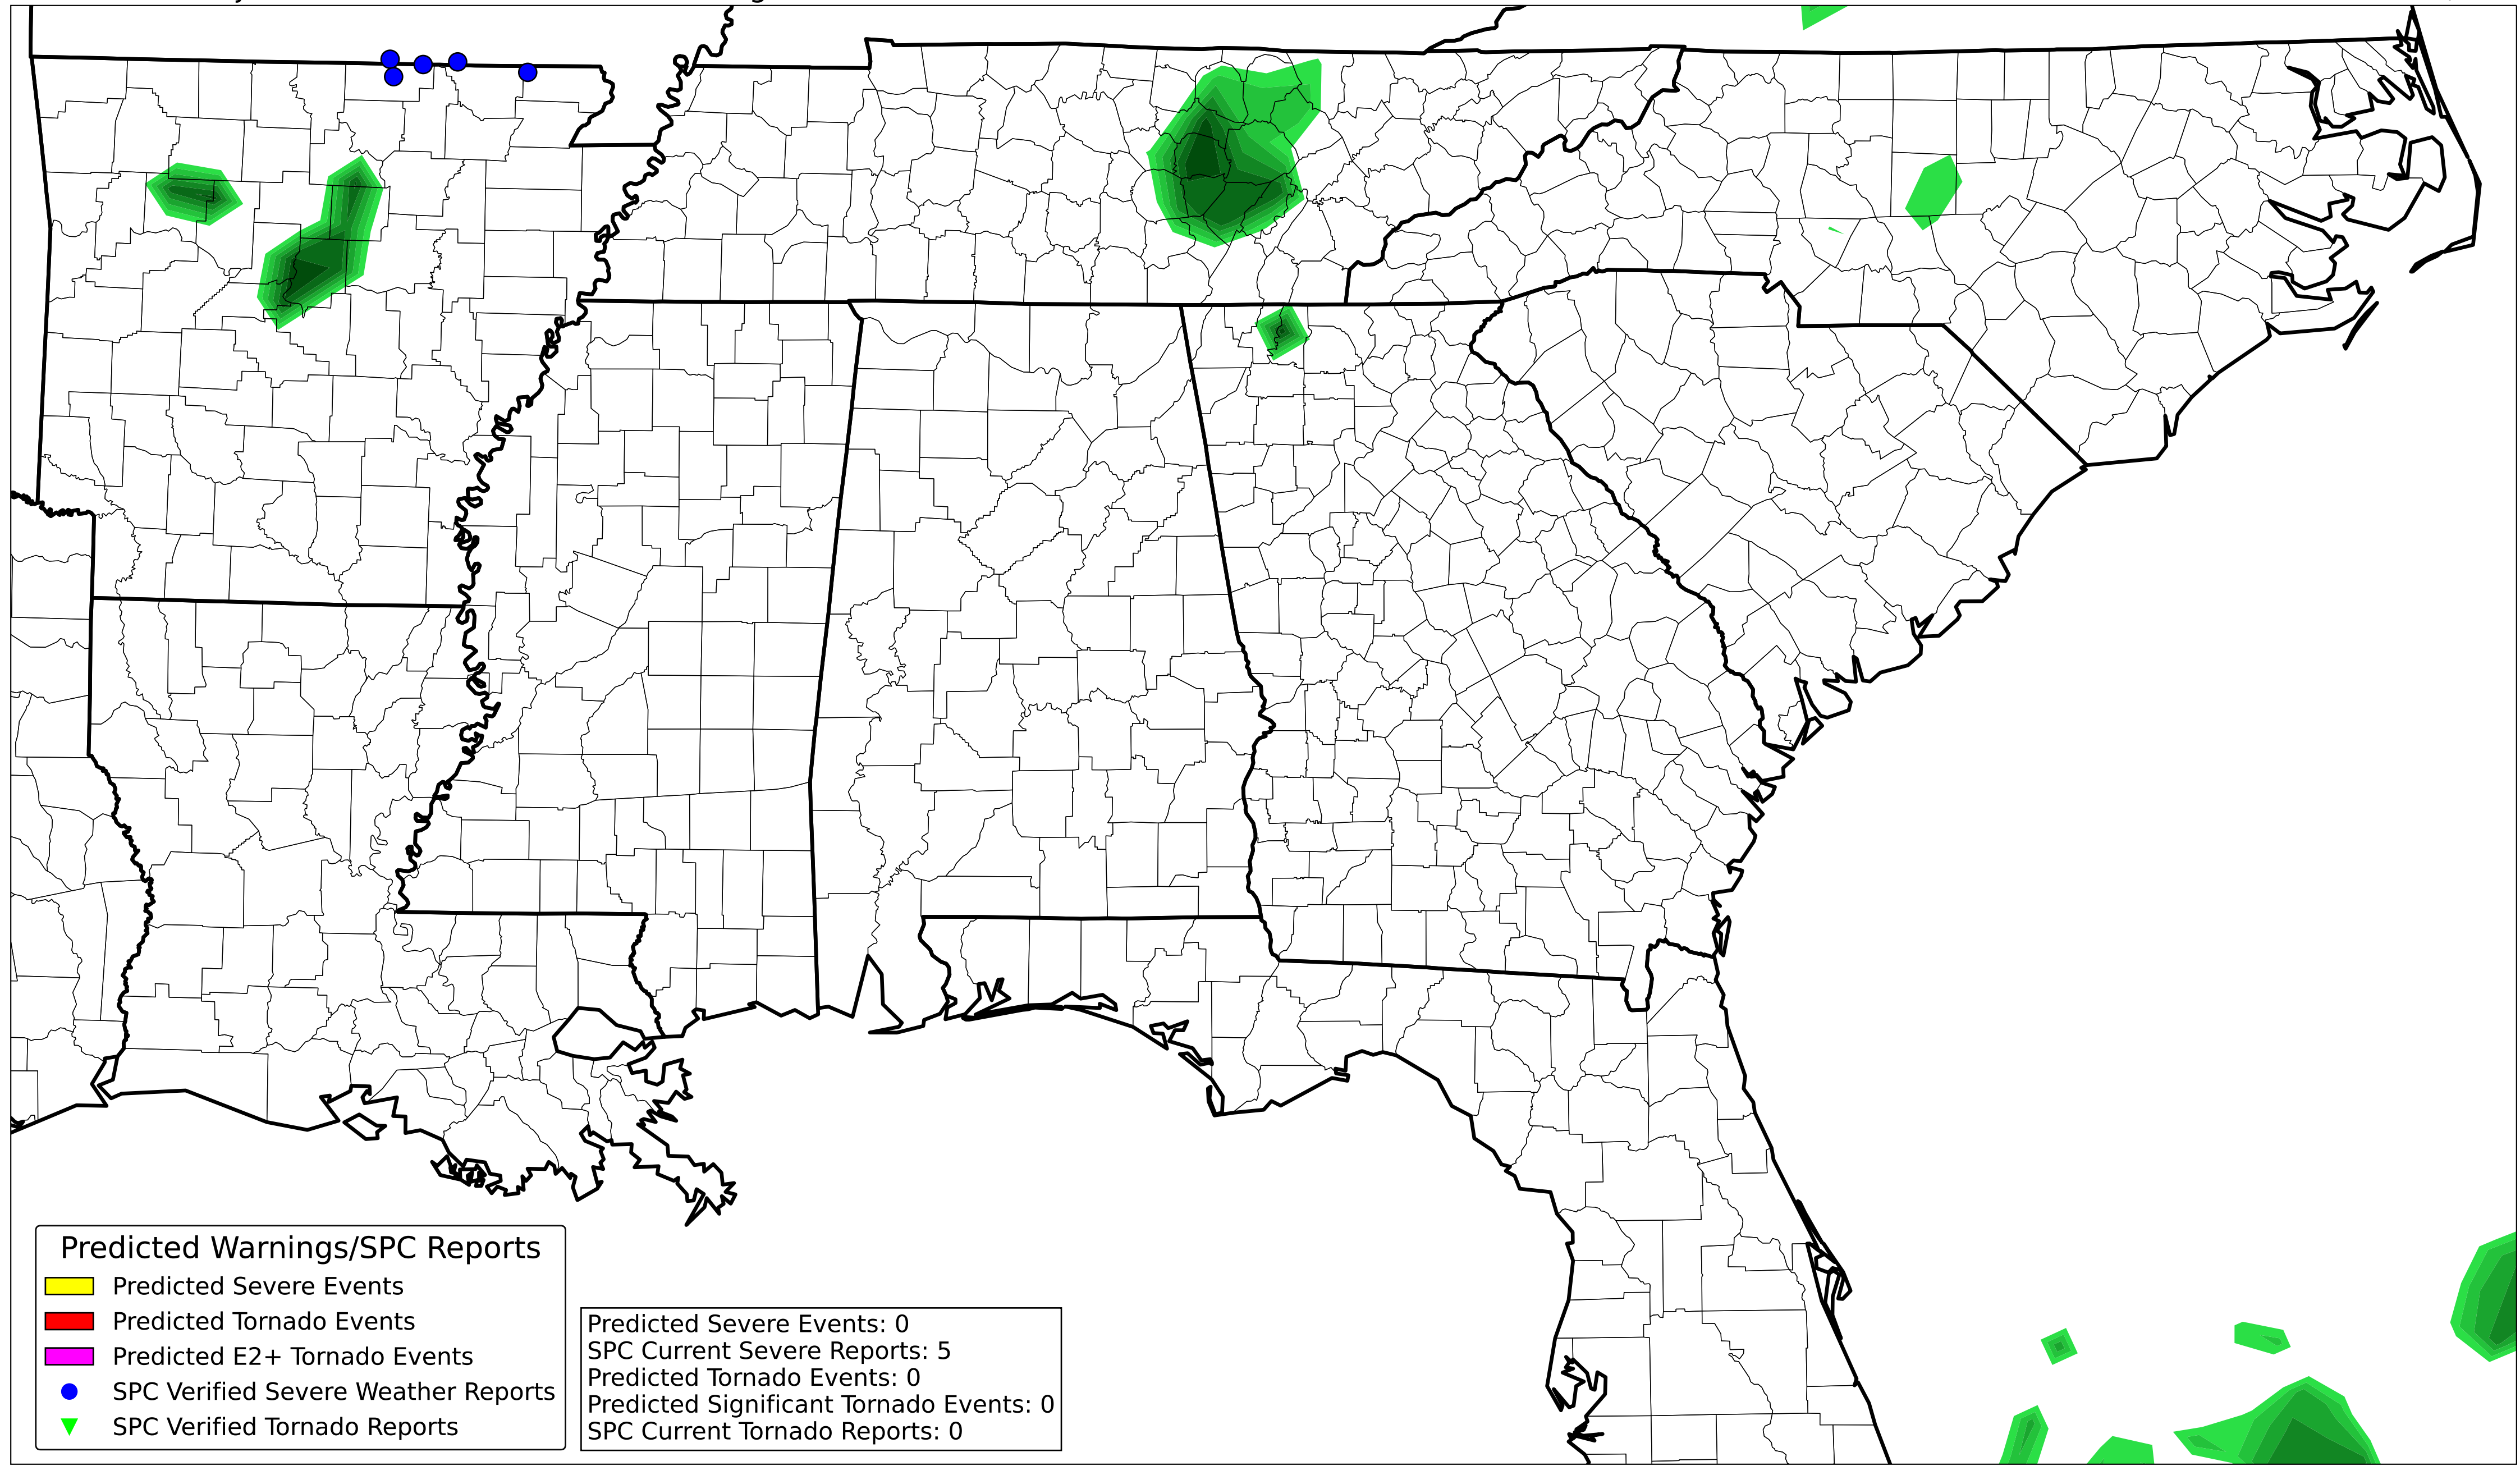 Predicted Warnings/SPC Reports
Predicted Severe Events
Predicted Tornado Events
Predicted E2+ Tornado Events
SPC Verified Severe Weather Reports
SPC Verified Tornado Reports
Predicted Severe Events: 0
SPC Current Severe Reports: 5
Predicted Tornado Events: 0
Predicted Significant Tornado Events: 0
SPC Current Tornado Reports: 0